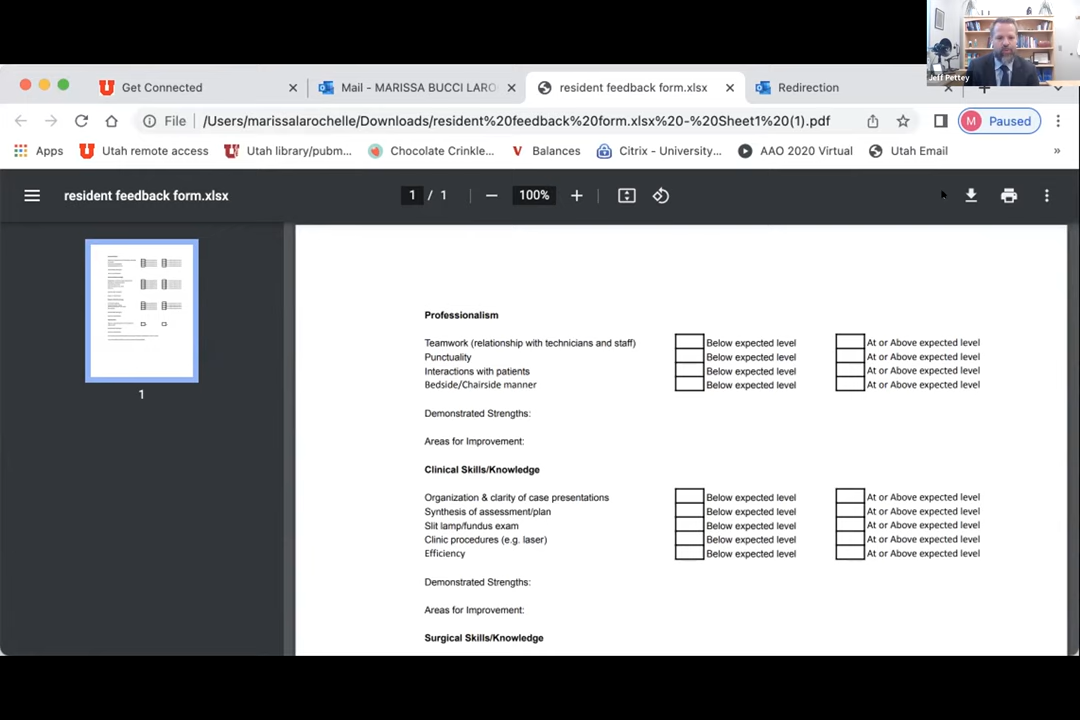 Jeff Pettey
Get Connected
Mail - MARISSA BUCCI LARO
resident feedback form.xlsx
Redirection
File
/Users/marissalarochelle/Downloads/resident%20feedback%20form.xlsx%20-%20Sheet1%20(1).pdf
M Paused
Apps
Utah remote access
Utah library/pubm...
Chocolate Crinkle...
Balances
Citrix - University...
AAO 2020 Virtual
Utah Email
»
resident feedback form.xlsx
1 / 1
100%
1
Professionalism
Teamwork (relationship with technicians and staff) Below expected level At or Above expected level
Punctuality Below expected level At or Above expected level
Interactions with patients Below expected level At or Above expected level
Bedside/Chairside manner Below expected level At or Above expected level
Demonstrated Strengths:
Areas for Improvement:
Clinical Skills/Knowledge
Organization & clarity of case presentations Below expected level At or Above expected level
Synthesis of assessment/plan Below expected level At or Above expected level
Slit lamp/fundus exam Below expected level At or Above expected level
Clinic procedures (e.g. laser) Below expected level At or Above expected level
Efficiency Below expected level At or Above expected level
Demonstrated Strengths:
Areas for Improvement:
Surgical Skills/Knowledge